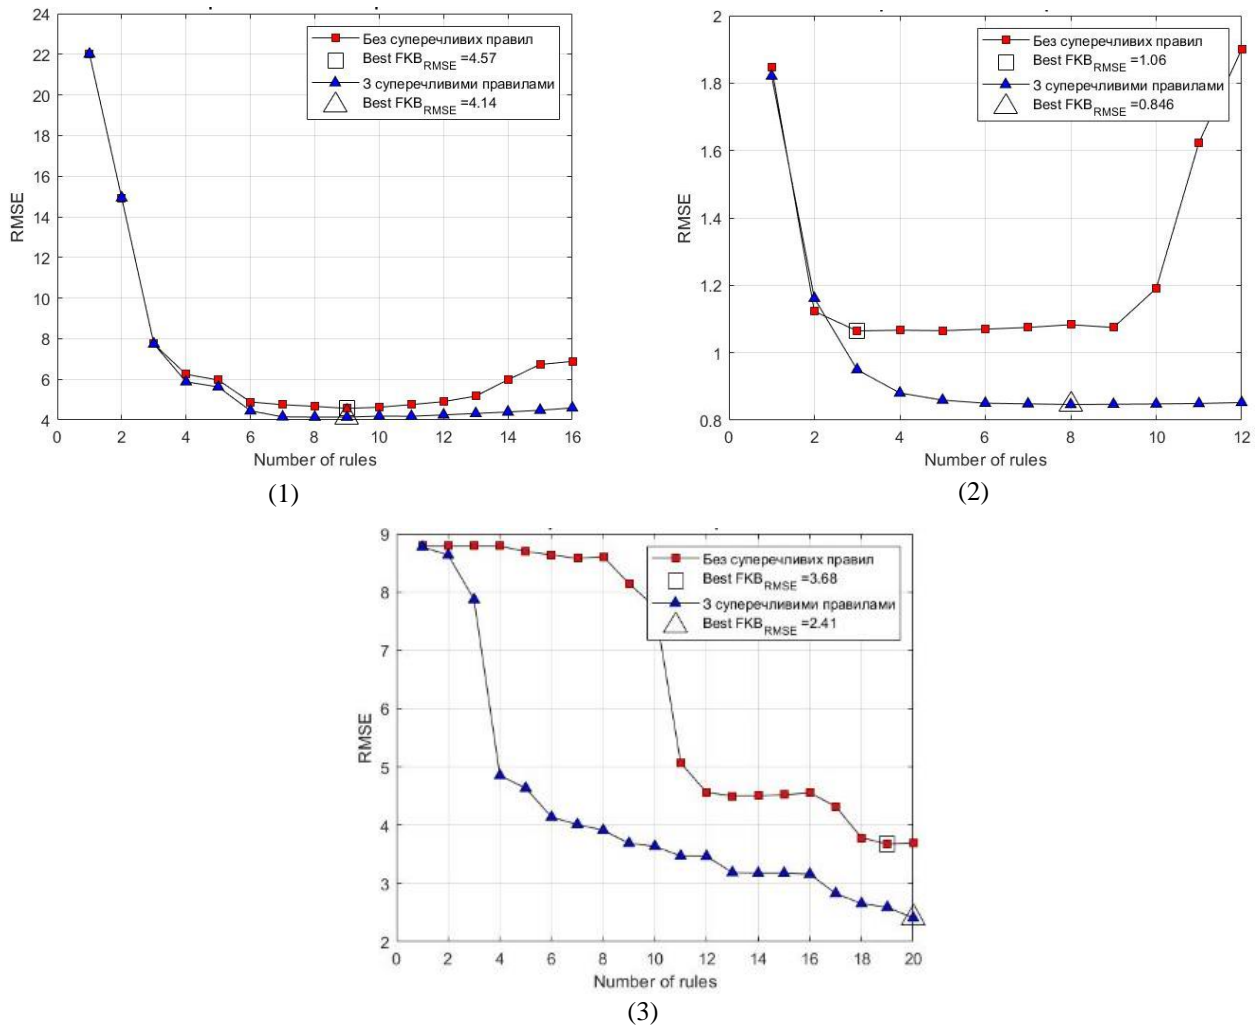 24
22
20
18
16
14
12
10
8
6
4
RMSE
0 2 4 6 8 10 12 14 16
Number of rules
Без суперечливих правил
Best FKB_RMSE =4.57
З суперечливими правилами
Best FKB_RMSE =4.14
(1)
2
1.8
1.6
1.4
1.2
1
0.8
RMSE
0 2 4 6 8 10 12
Number of rules
Без суперечливих правил
Best FKB_RMSE =1.06
З суперечливими правилами
Best FKB_RMSE =0.846
(2)
9
8
7
6
5
4
3
2
RMSE
0 2 4 6 8 10 12 14 16 18 20
Number of rules
Без суперечливих правил
Best FKB_RMSE =3.68
З суперечливими правилами
Best FKB_RMSE =2.41
(3)